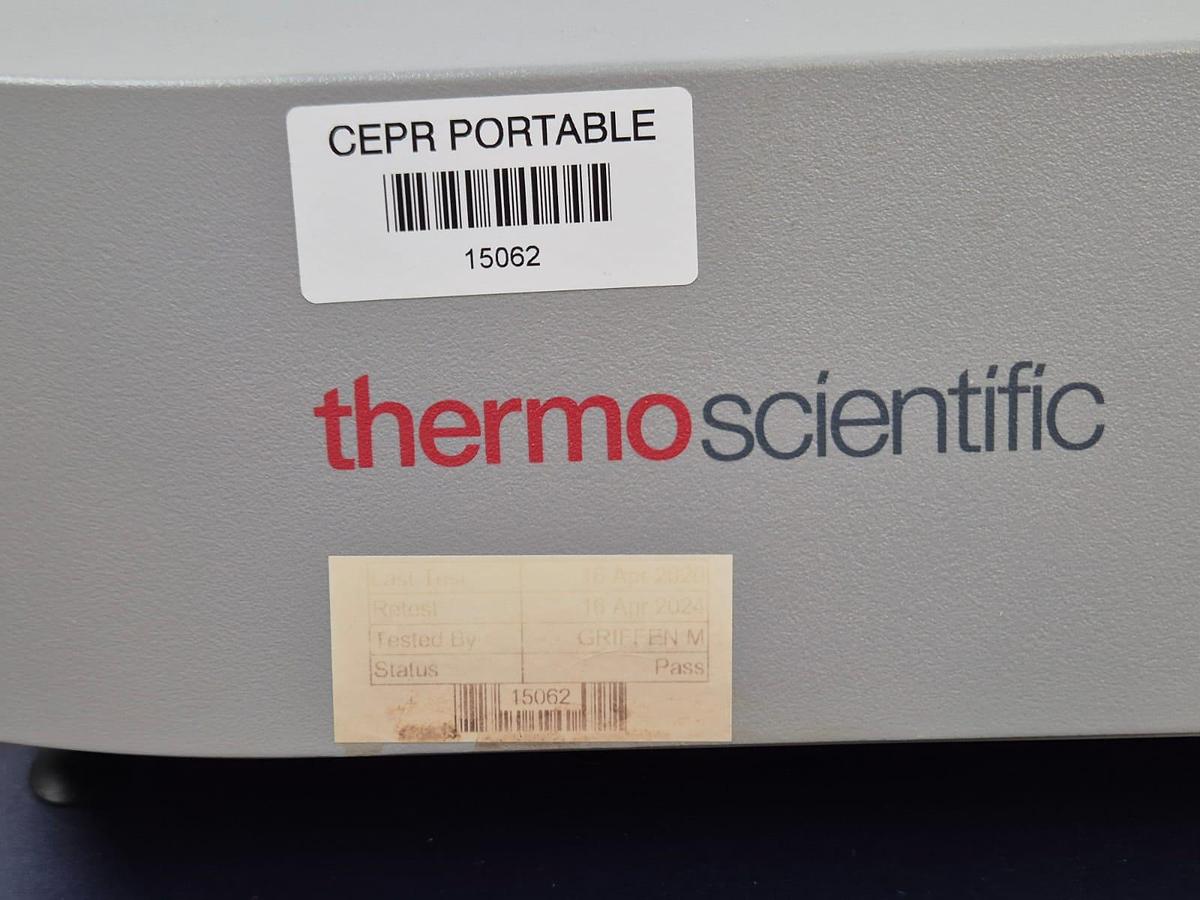 CEPR PORTABLE
15062
thermoscientific
Last Test 16 Apr 2020
Retest 16 Apr 2024
Tested By GRIFFEN M
Status Pass
15062